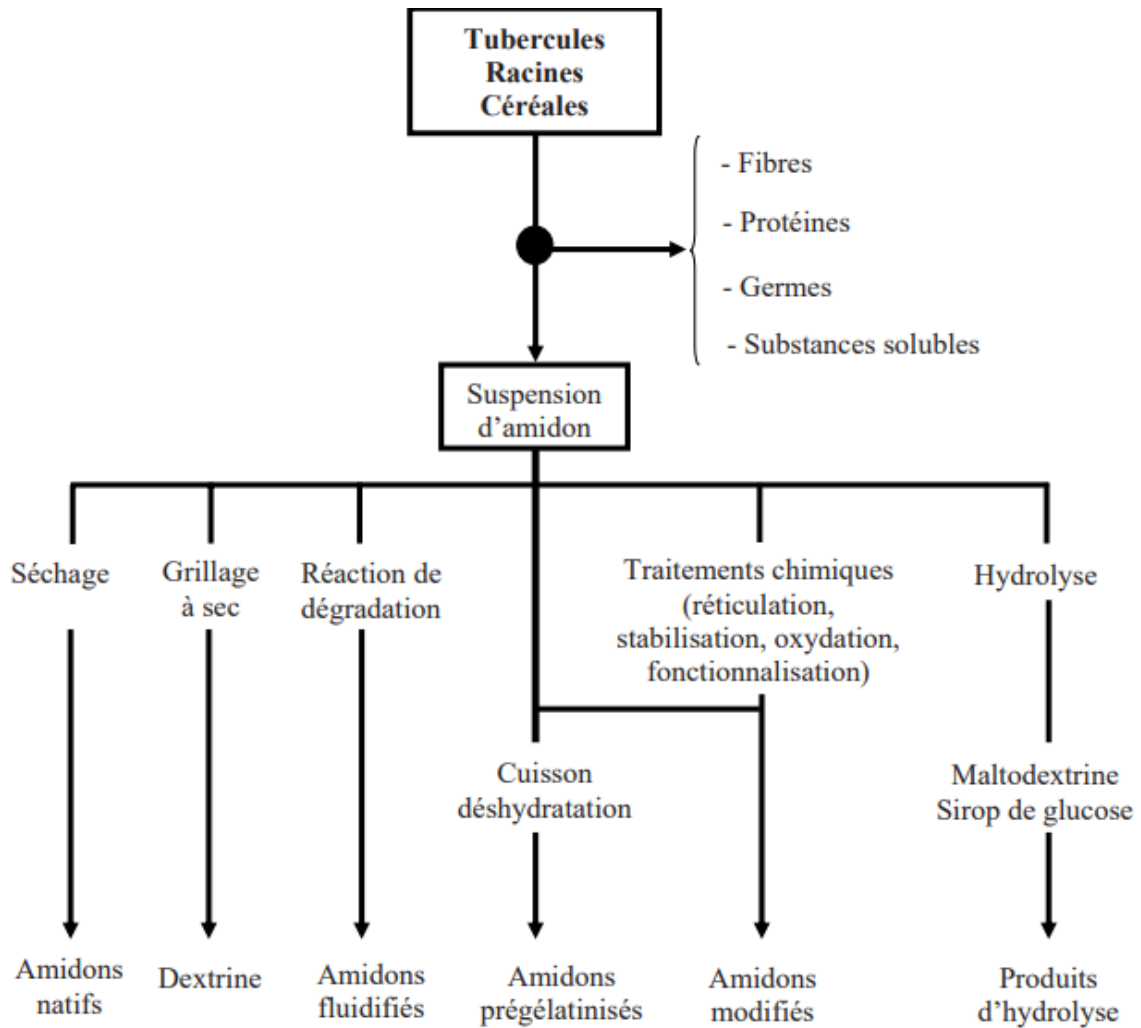 Tubercules
Racines
Céréales
- Fibres
- Protéines
- Germes
- Substances solubles
Suspension
d’amidon
Séchage
Grillage
à sec
Réaction de
dégradation
Traitements chimiques
(réticulation,
stabilisation, oxydation,
fonctionnalisation)
Hydrolyse
Cuisson
déshydratation
Maltodextrine
Sirop de glucose
Amidons
natifs
Dextrine
Amidons
fluidifiés
Amidons
prégélatinisés
Amidons
modifiés
Produits
d’hydrolyse